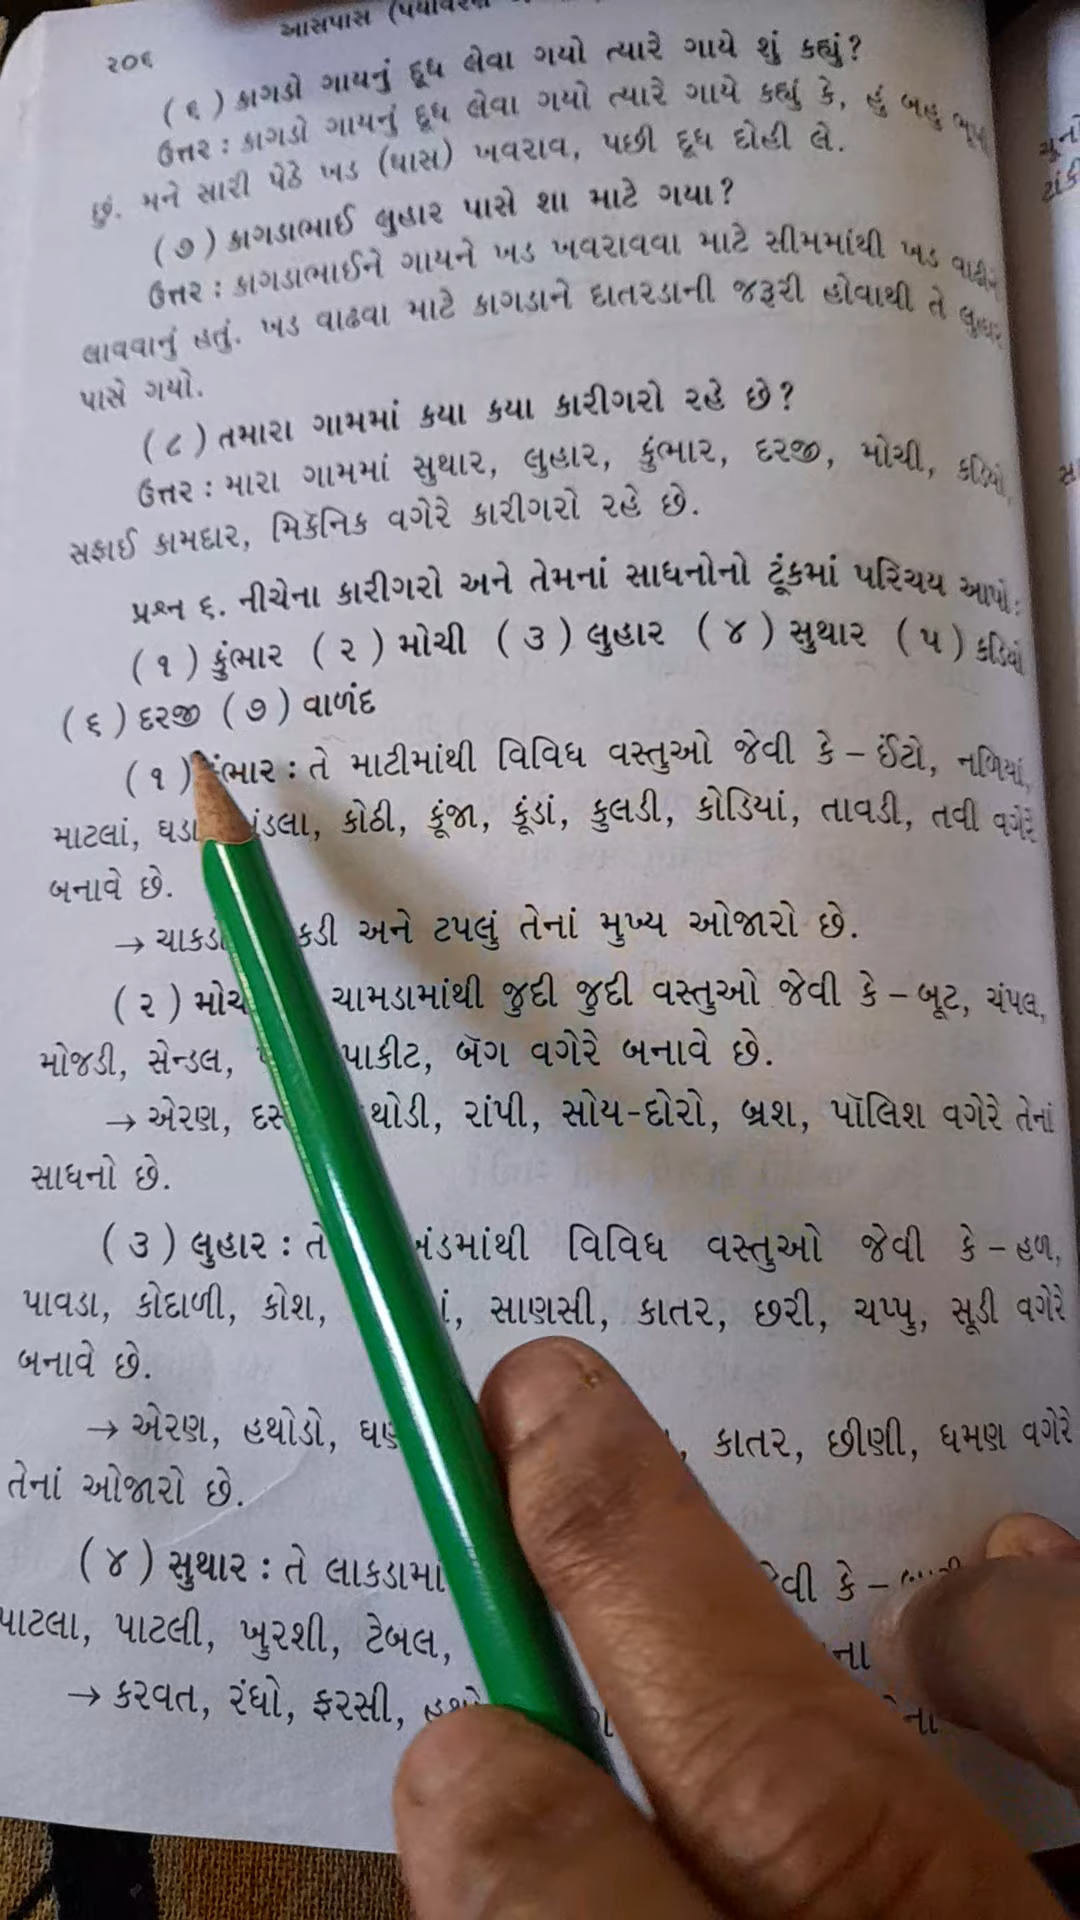 આસપાસ (પર્યાવરણ
૨૦૬
(૬) કાગડો ગાયનું દૂધ લેવા ગયો ત્યારે ગાયે શું કહ્યું?
ઉત્તર : કાગડો ગાયનું દૂધ લેવા ગયો ત્યારે ગાયે કહ્યું કે, હું બહુ
છું. મને સારી પેઠે ખડ (ઘાસ) ખવરાવ, પછી દૂધ દોહી લે.
(૭) કાગડાભાઈ લુહાર પાસે શા માટે ગયા?
ઉત્તર : કાગડાભાઈને ગાયને ખડ ખવરાવવા માટે સીમમાંથી ખડ વાઢીને
લાવવાનું હતું. ખડ વાઢવા માટે કાગડાને દાતરડાની જરૂરી હોવાથી તે લુહાર
પાસે ગયો.
(૮) તમારા ગામમાં કયા કયા કારીગરો રહે છે?
ઉત્તર : મારા ગામમાં સુથાર, લુહાર, કુંભાર, દરજી, મોચી, કડિયો,
સફાઈ કામદાર, મિકૅનિક વગેરે કારીગરો રહે છે.
પ્રશ્ન ૬. નીચેના કારીગરો અને તેમનાં સાધનોનો ટૂંકમાં પરિચય આપો :
(૧) કુંભાર (૨) મોચી (૩) લુહાર (૪) સુથાર (૫) કડિયો
(૬) દરજી (૭) વાળંદ
(૧) કુંભાર : તે માટીમાંથી વિવિધ વસ્તુઓ જેવી કે – ઈંટો, નળિયાં,
માટલાં, ઘડા કોઠી, કૂંજા, કૂંડાં, કુલડી, કોડિયાં, તાવડી, તવી વગેરે
બનાવે છે.
→ ચાકડો અને ટપલું તેનાં મુખ્ય ઓજારો છે.
(૨) મોચી ચામડામાંથી જુદી જુદી વસ્તુઓ જેવી કે – બૂટ, ચંપલ,
મોજડી, સેન્ડલ, પાકીટ, બૅગ વગેરે બનાવે છે.
→ એરણ, રાંપી, સોય-દોરો, બ્રશ, પૉલિશ વગેરે તેનાં
સાધનો છે.
(૩) લુહાર : તે વિવિધ વસ્તુઓ જેવી કે – હળ,
પાવડા, કોદાળી, કોશ, સાણસી, કાતર, છરી, ચપ્પુ, સૂડી વગેરે
બનાવે છે.
→ એરણ, હથોડો, કાતર, છીણી, ધમણ વગેરે
તેનાં ઓજારો છે.
(૪) સુથાર : તે કે –
પાટલા, પાટલી, ખુરશી, ટેબલ,
→ કરવત, રંધો, ફરસી,